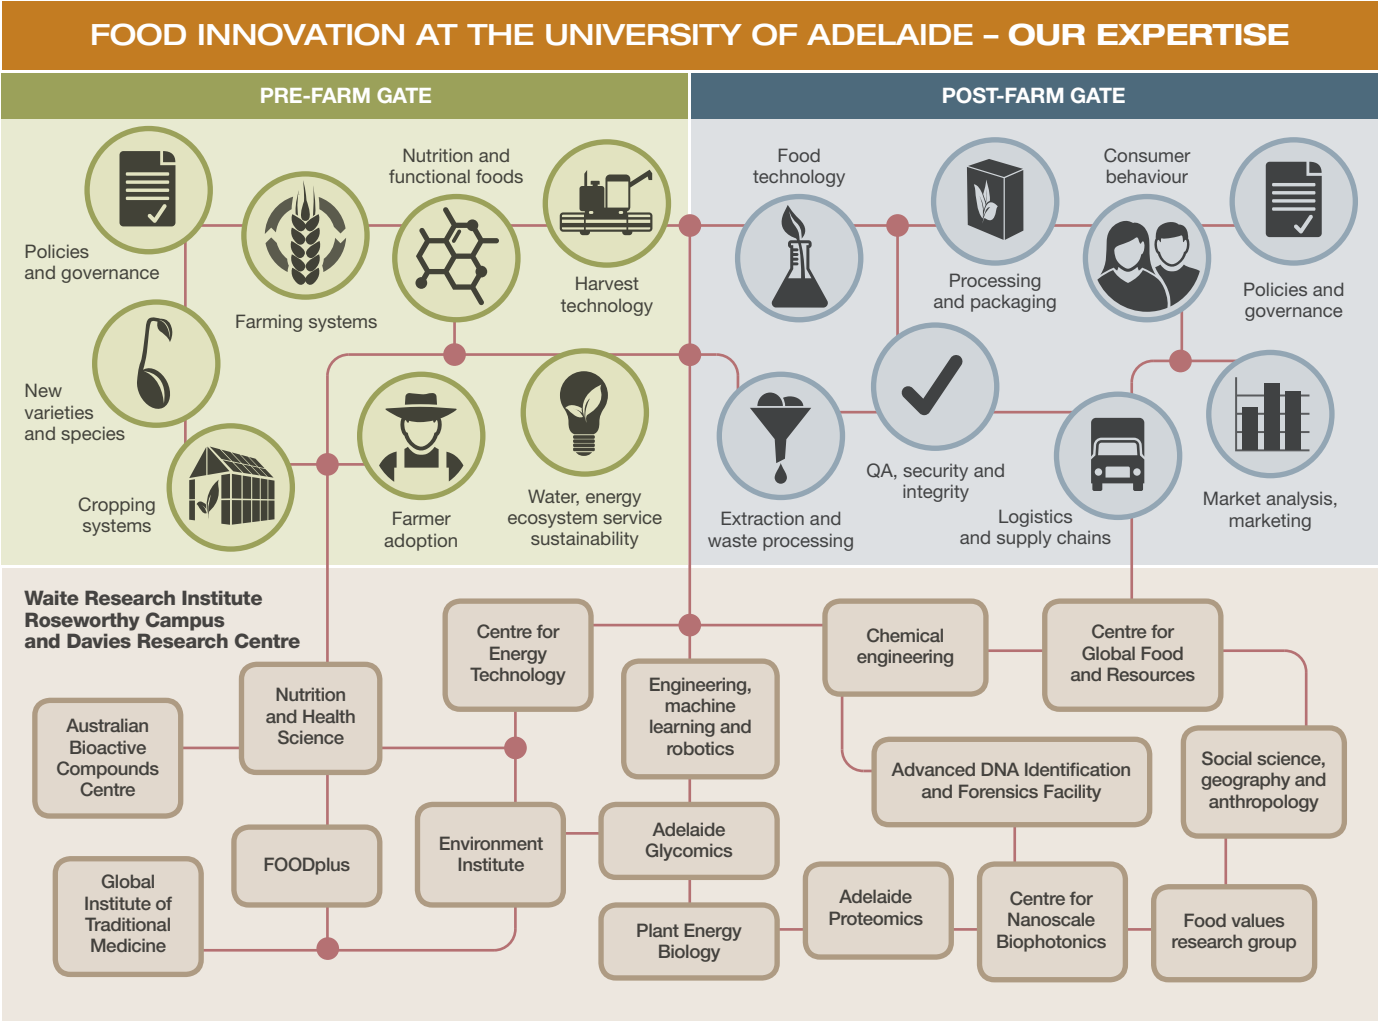 FOOD INNOVATION AT THE UNIVERSITY OF ADELAIDE – OUR EXPERTISE
PRE-FARM GATE
POST-FARM GATE
Policies
and governance
Farming systems
Nutrition and
functional foods
Harvest
technology
New
varieties
and species
Cropping
systems
Farmer
adoption
Water, energy
ecosystem service
sustainability
Food
technology
Processing
and packaging
Consumer
behaviour
Policies and
governance
Extraction and
waste processing
QA, security and
integrity
Logistics
and supply chains
Market analysis,
marketing
Waite Research Institute
Roseworthy Campus
and Davies Research Centre
Centre for
Energy
Technology
Chemical
engineering
Centre for
Global Food
and Resources
Nutrition
and Health
Science
Engineering,
machine
learning and
robotics
Australian
Bioactive
Compounds
Centre
Advanced DNA Identification
and Forensics Facility
Social science,
geography and
anthropology
FOODplus
Environment
Institute
Adelaide
Glycomics
Global
Institute of
Traditional
Medicine
Plant Energy
Biology
Adelaide
Proteomics
Centre for
Nanoscale
Biophotonics
Food values
research group